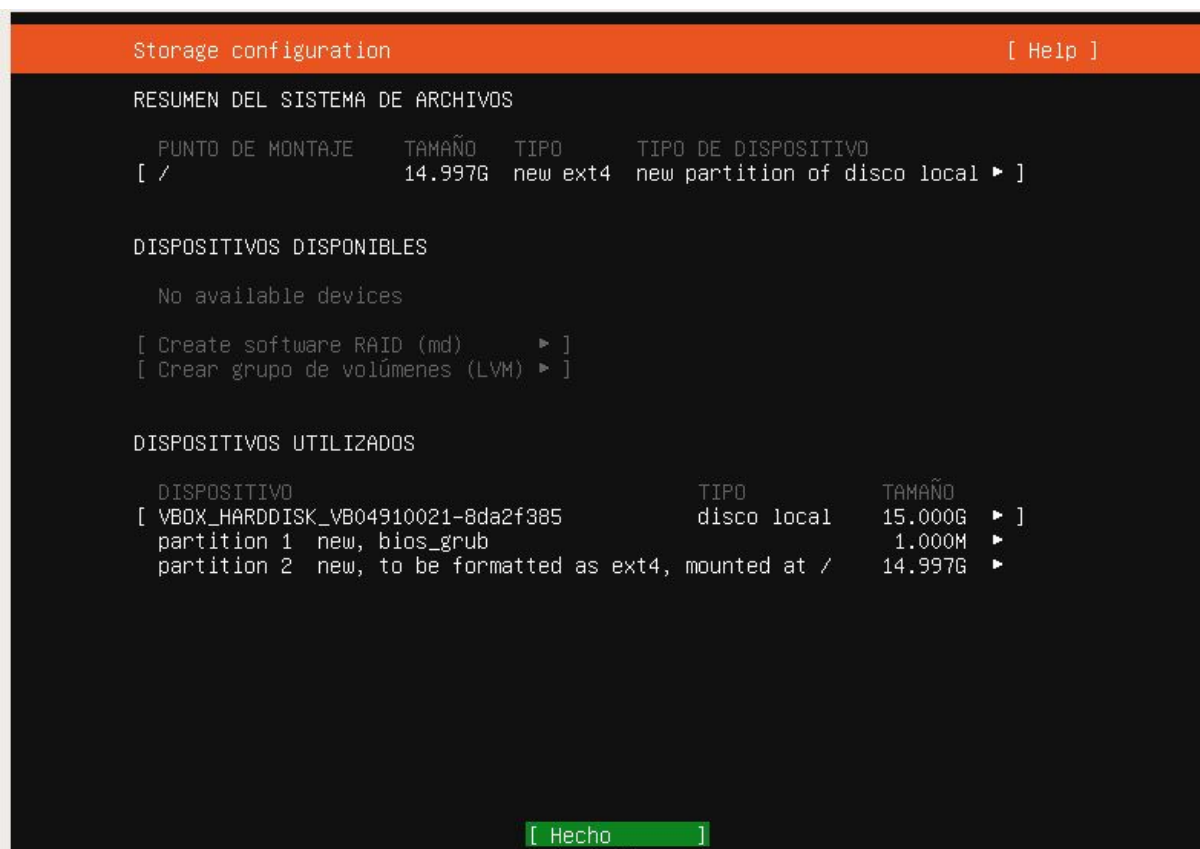 Storage configuration [ Help ]
RESUMEN DEL SISTEMA DE ARCHIVOS
PUNTO DE MONTAJE TAMAÑO TIPO TIPO DE DISPOSITIVO
[ / 14.997G new ext4 new partition of disco local ▸ ]
DISPOSITIVOS DISPONIBLES
No available devices
[ Create software RAID (md) ▸ ]
[ Crear grupo de volúmenes (LVM) ▸ ]
DISPOSITIVOS UTILIZADOS
DISPOSITIVO TIPO TAMAÑO
[ VBOX_HARDDISK_VB04910021-8da2f385 disco local 15.000G ▸ ]
partition 1 new, bios_grub 1.000M ▸
partition 2 new, to be formatted as ext4, mounted at / 14.997G ▸
[ Hecho ]